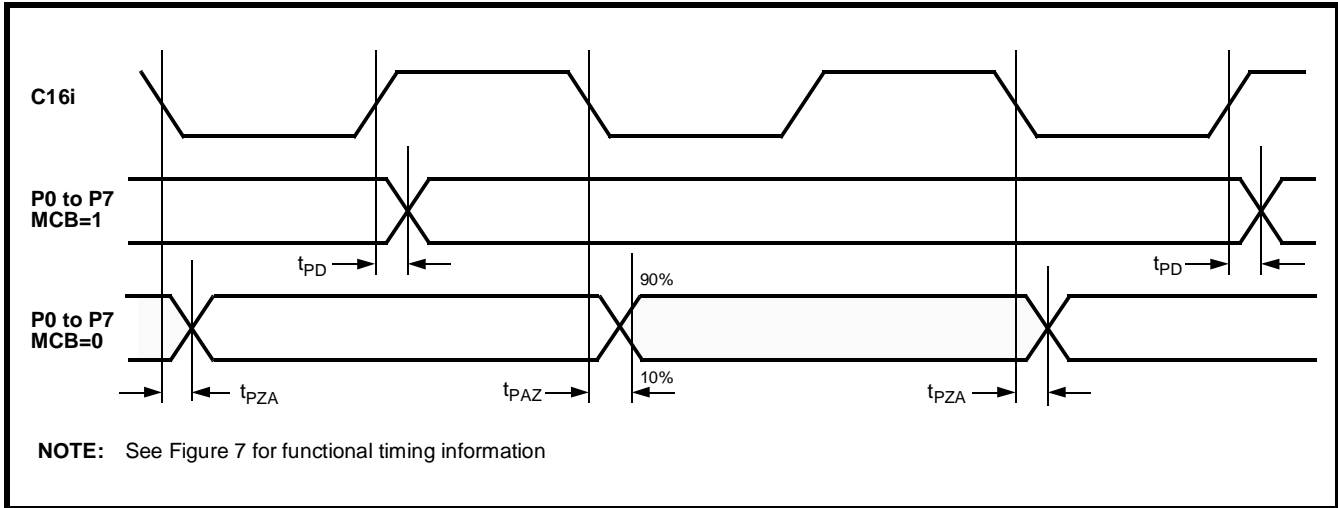 C16i
P0 to P7
MCB=1
tPD
tPD
90%
P0 to P7
MCB=0
10%
tPZA
tPAZ
tPZA
NOTE: See Figure 7 for functional timing information